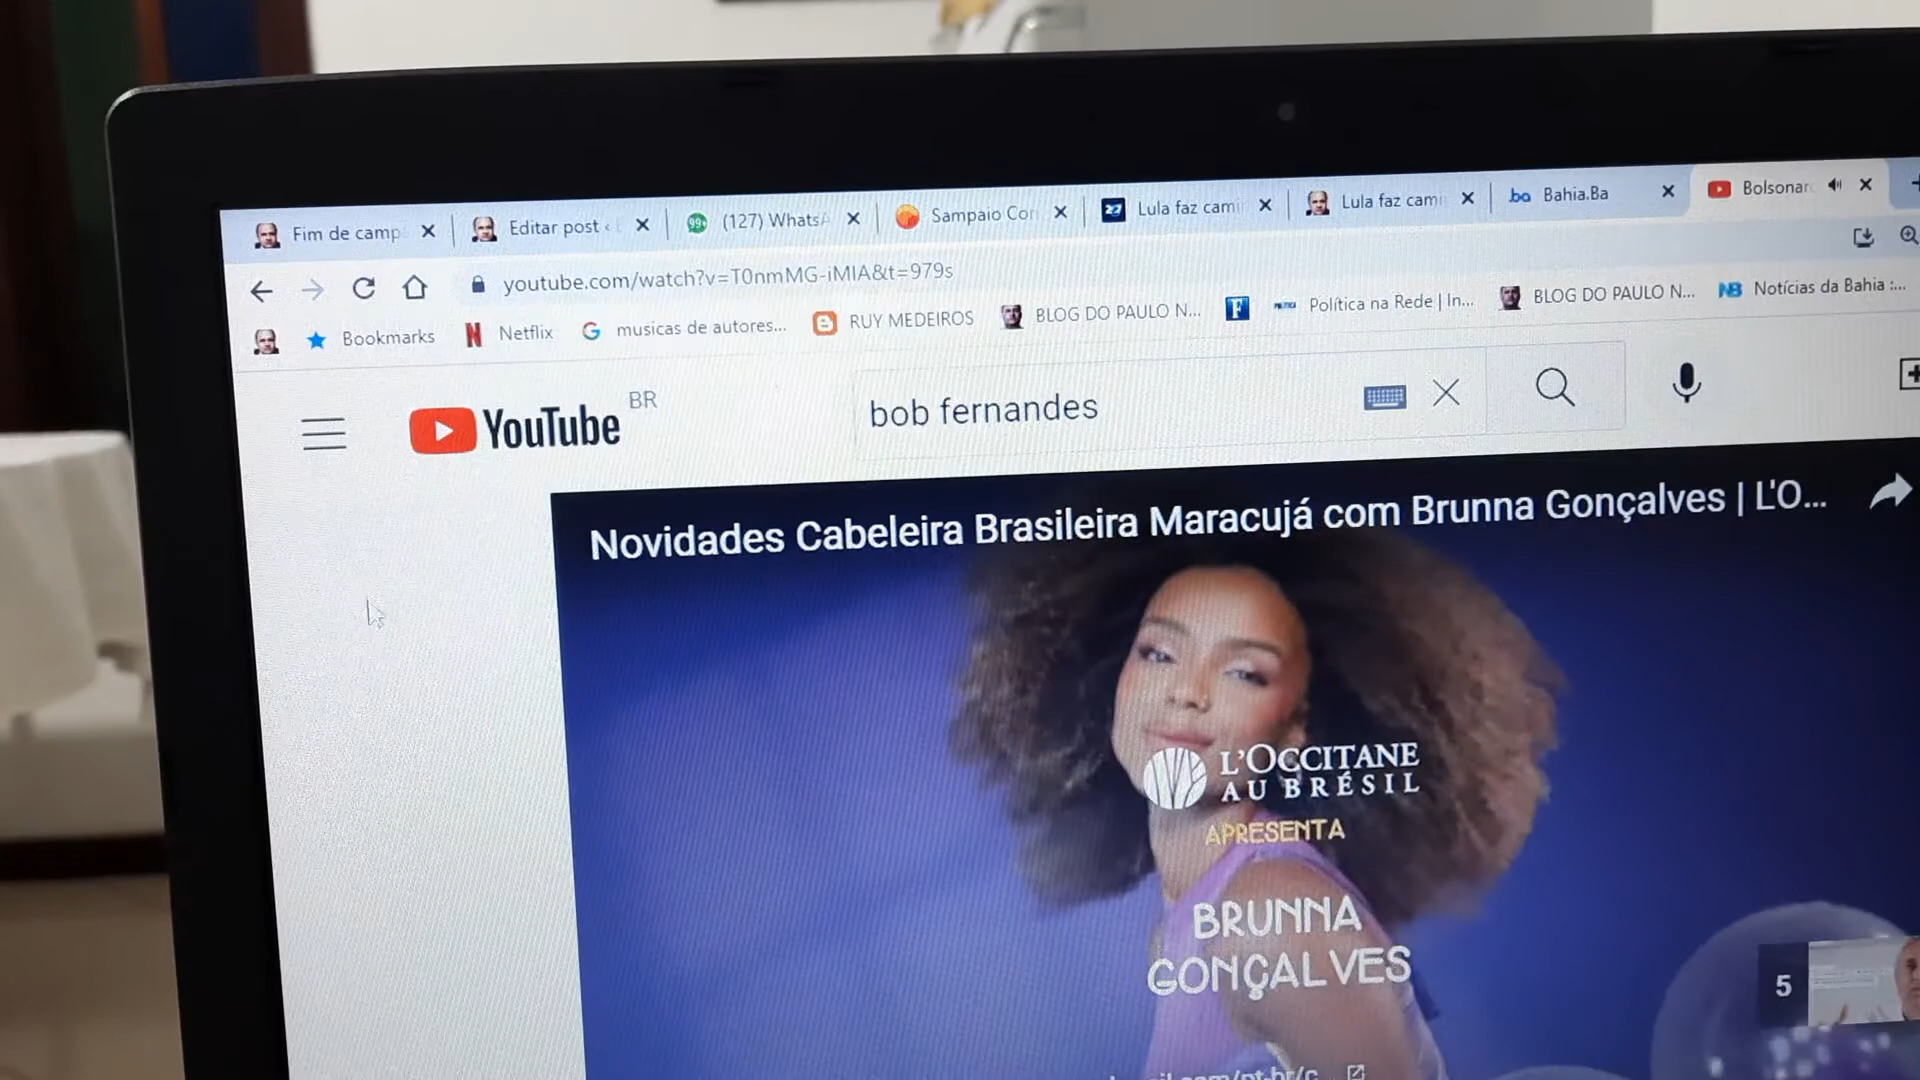 Fim de camp
Editar post
(127) WhatsA
Sampaio Cor
Lula faz cami
Lula faz cami
Bahia.Ba
Bolsonar
youtube.com/watch?v=T0nmMG-iMIA&t=979s
Bookmarks
Netflix
musicas de autores...
RUY MEDEIROS
BLOG DO PAULO N...
Política na Rede | In...
BLOG DO PAULO N...
NB Notícias da Bahia :...
YouTube BR
bob fernandes
Novidades Cabeleira Brasileira Maracujá com Brunna Gonçalves | L'O...
L'OCCITANE
AU BRÉSIL
APRESENTA
BRUNNA
GONÇALVES
5